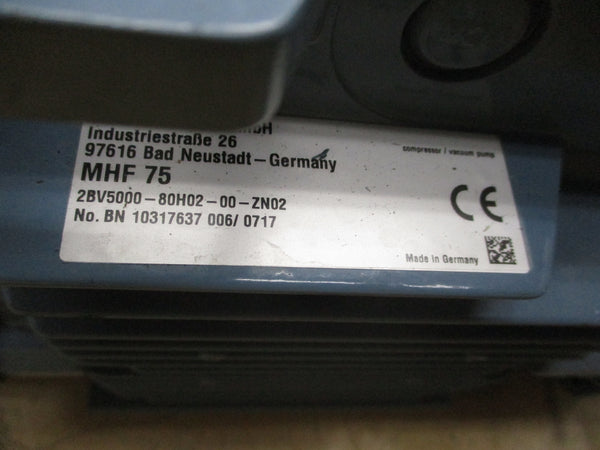 GmbH
Industriestraße 26
97616 Bad Neustadt-Germany
compressor / vacuum pump
MHF 75
2BV5000-80H02-00-ZN02
No. BN 10317637 006/ 0717
CE
Made in Germany